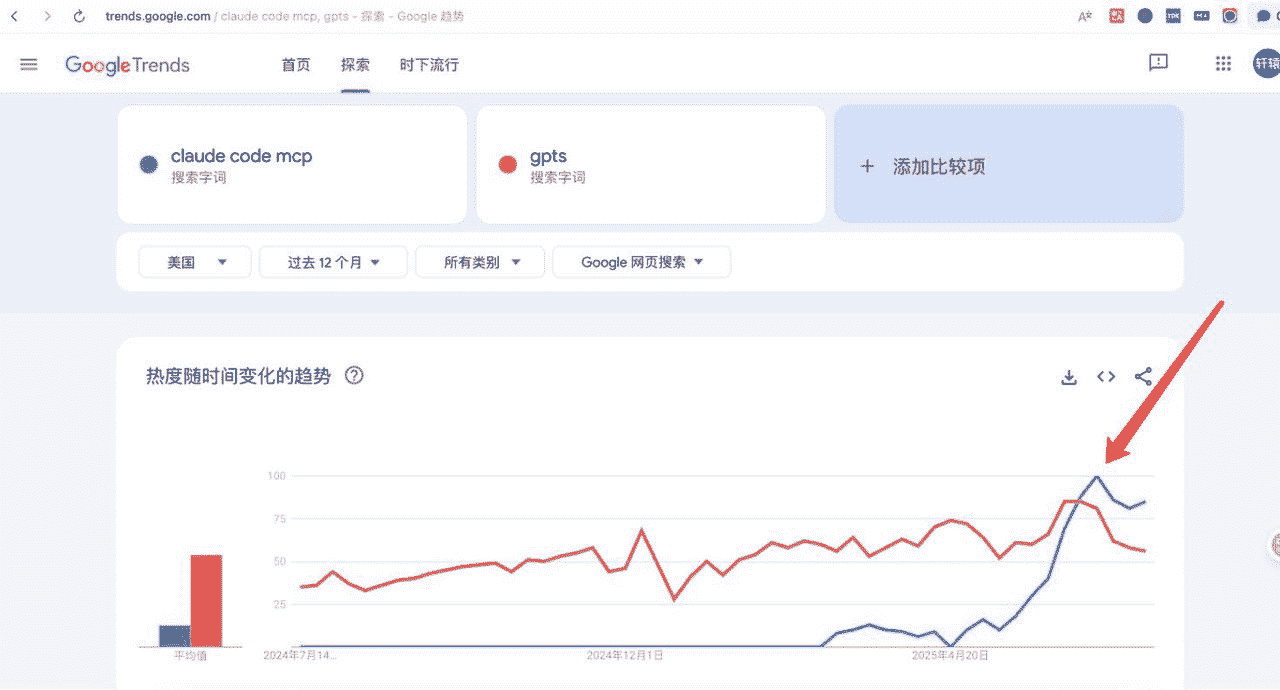 trends.google.com / claude code mcp, gpts - 探索 - Google 趋势
Google Trends
首页
探索
时下流行
轩辕
claude code mcp
搜索字词
gpts
搜索字词
+ 添加比较项
美国
过去 12 个月
所有类别
Google 网页搜索
热度随时间变化的趋势
100
75
50
25
平均值
2024年7月14...
2024年12月1日
2025年4月20日